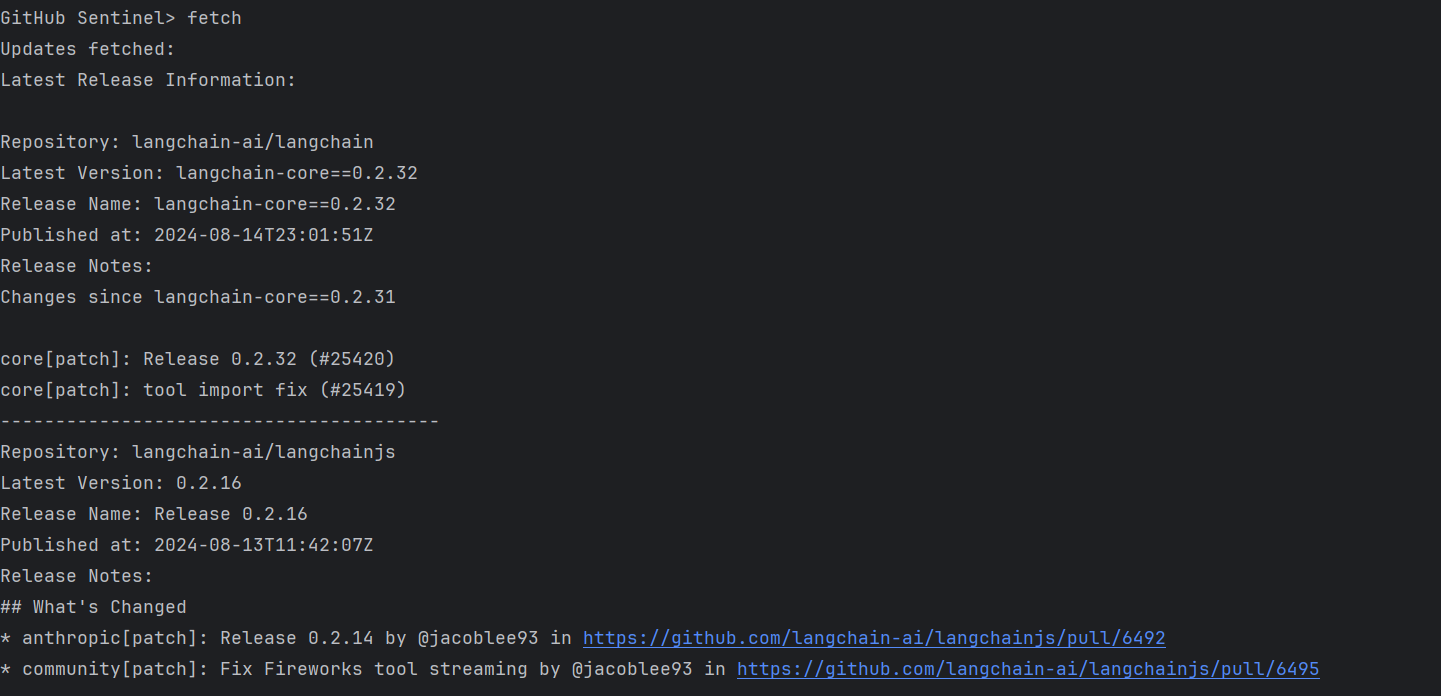 GitHub Sentinel> fetch
Updates fetched:
Latest Release Information:
Repository: langchain-ai/langchain
Latest Version: langchain-core==0.2.32
Release Name: langchain-core==0.2.32
Published at: 2024-08-14T23:01:51Z
Release Notes:
Changes since langchain-core==0.2.31
core[patch]: Release 0.2.32 (#25420)
core[patch]: tool import fix (#25419)
----------------------------------------
Repository: langchain-ai/langchainjs
Latest Version: 0.2.16
Release Name: Release 0.2.16
Published at: 2024-08-13T11:42:07Z
Release Notes:
## What's Changed
* anthropic[patch]: Release 0.2.14 by @jacoblee93 in https://github.com/langchain-ai/langchainjs/pull/6492
* community[patch]: Fix Fireworks tool streaming by @jacoblee93 in https://github.com/langchain-ai/langchainjs/pull/6495